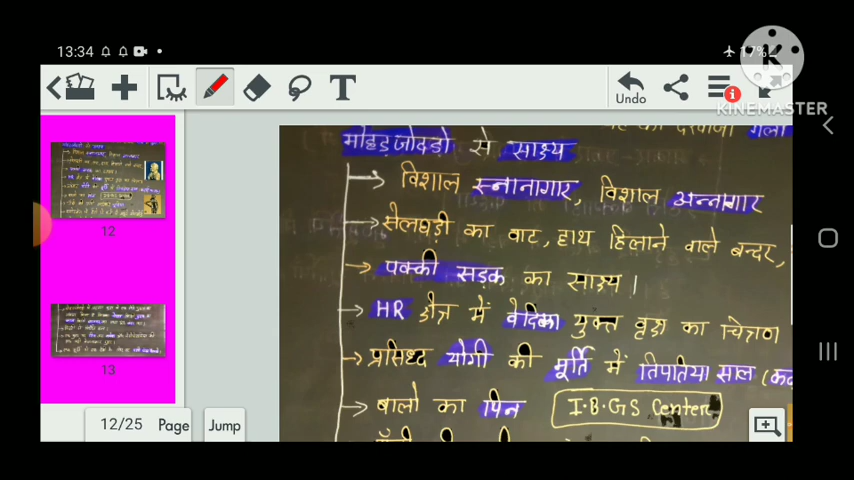 13:34
17%
KINEMASTER
Undo
मोहनजोदड़ो से साक्ष्य
विशाल स्नानागार, विशाल अन्नागार
सेलखड़ी का वाट, हाथ हिलाने वाले बन्दर,
पक्की सड़क का साक्ष्य।
HR क्षेत्र में वेदिका युक्त वृक्ष का चित्रण
प्रसिध्द योगी की मूर्ति में तिपतिया साल
बालो का पिन I.B.G.S Center
12
13
12/25 Page Jump